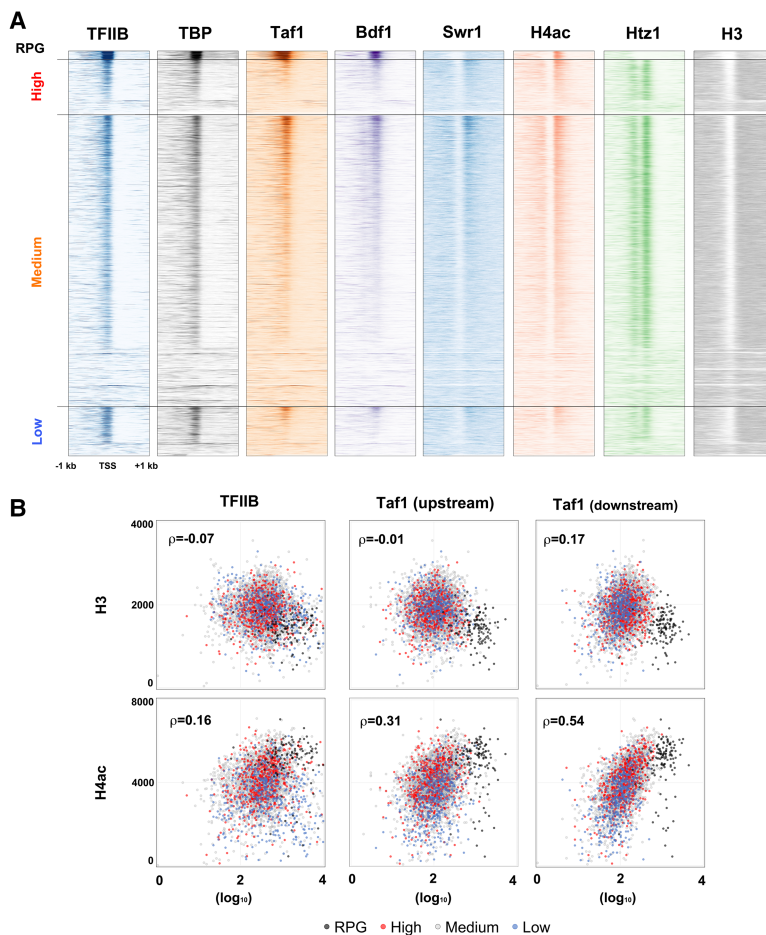 A
TFIIB TBP Taf1 Bdf1 Swr1 H4ac Htz1 H3
RPG
High
Medium
Low
-1 kb TSS +1 kb
B
TFIIB Taf1 (upstream) Taf1 (downstream)
4000
ρ=-0.07 ρ=-0.01 ρ=0.17
H3
2000
0
8000
ρ=0.16 ρ=0.31 ρ=0.54
H4ac
4000
0
0 2 4 0 2 4 0 2 4
(log₁₀) (log₁₀) (log₁₀)
RPG High Medium Low